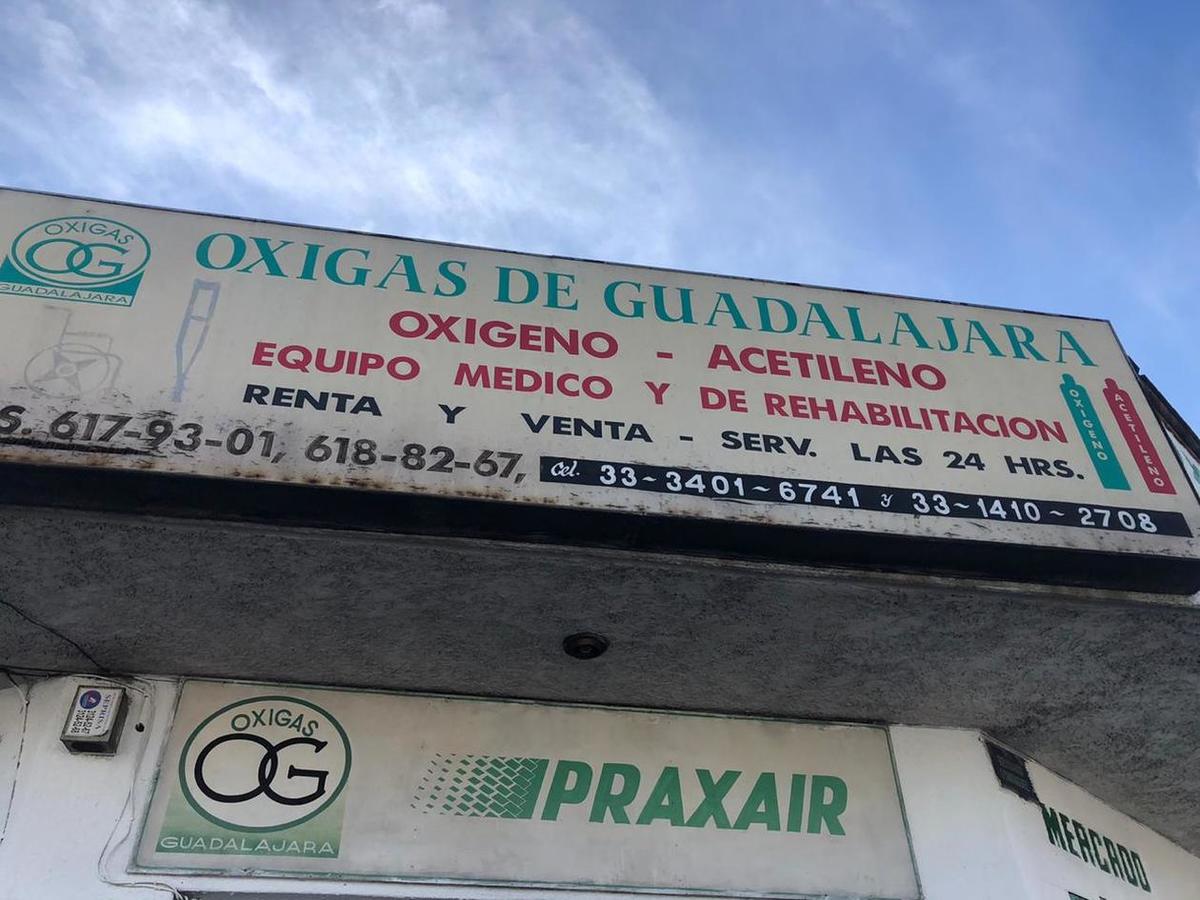 OXIGAS
OG
GUADALAJARA
OXIGAS DE GUADALAJARA
OXIGENO - ACETILENO
EQUIPO MEDICO Y DE REHABILITACION
RENTA Y VENTA - SERV. LAS 24 HRS.
S. 617-93-01, 618-82-67, Cel. 33-3401-6741 y 33-1410-2708
OXIGENO
ACETILENO
OXIGAS
OG
GUADALAJARA
PRAXAIR
MERCADO